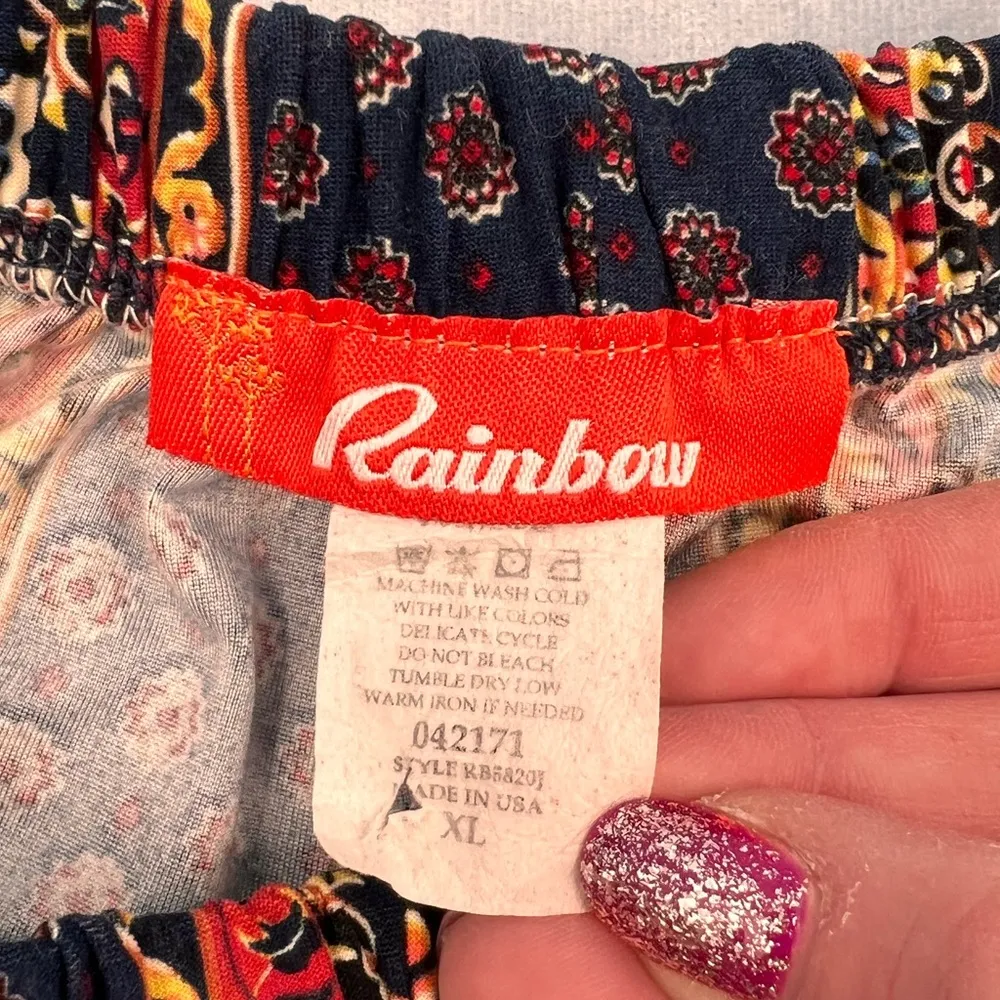 Rainbow
MACHINE WASH COLD
WITH LIKE COLORS
DELICATE CYCLE
DO NOT BLEACH
TUMBLE DRY LOW
WARM IRON IF NEEDED
042171
STYLE RB5820J
MADE IN USA
XL